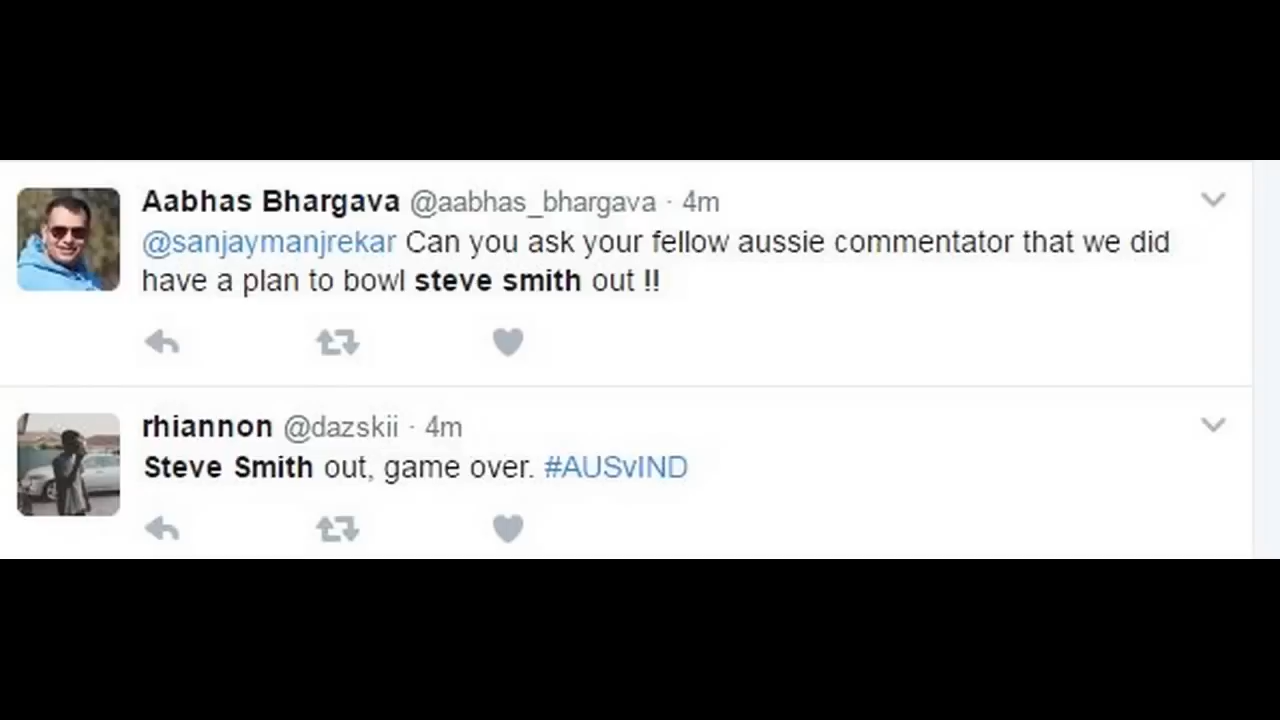 Aabhas Bhargava @aabhas_bhargava · 4m
@sanjaymanjrekar Can you ask your fellow aussie commentator that we did
have a plan to bowl steve smith out !!
rhiannon @dazskii · 4m
Steve Smith out, game over. #AUSvIND